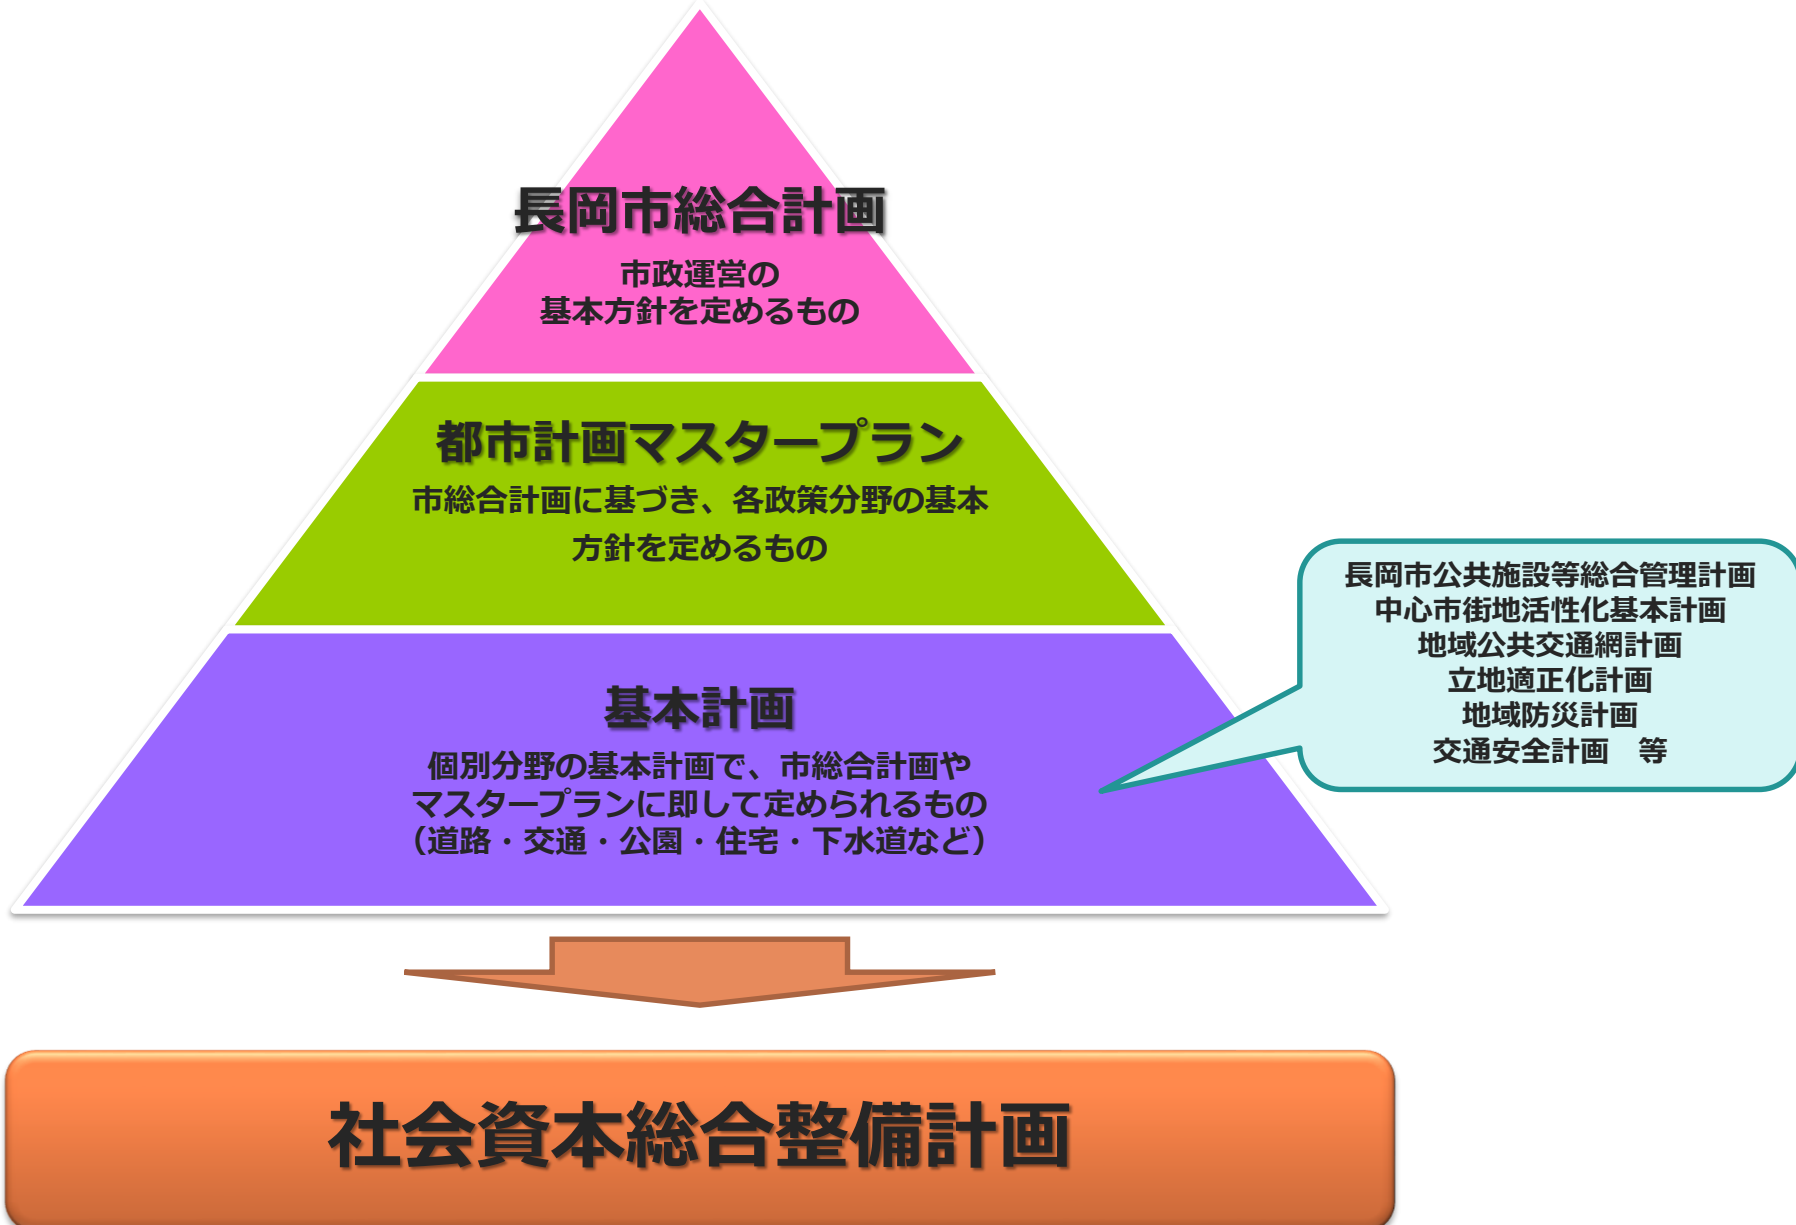 長岡市総合計画
市政運営の
基本方針を定めるもの
都市計画マスタープラン
市総合計画に基づき、各政策分野の基本
方針を定めるもの
基本計画
個別分野の基本計画で、市総合計画や
マスタープランに即して定められるもの
（道路・交通・公園・住宅・下水道など）
長岡市公共施設等総合管理計画
中心市街地活性化基本計画
地域公共交通網計画
立地適正化計画
地域防災計画
交通安全計画　等
社会資本総合整備計画